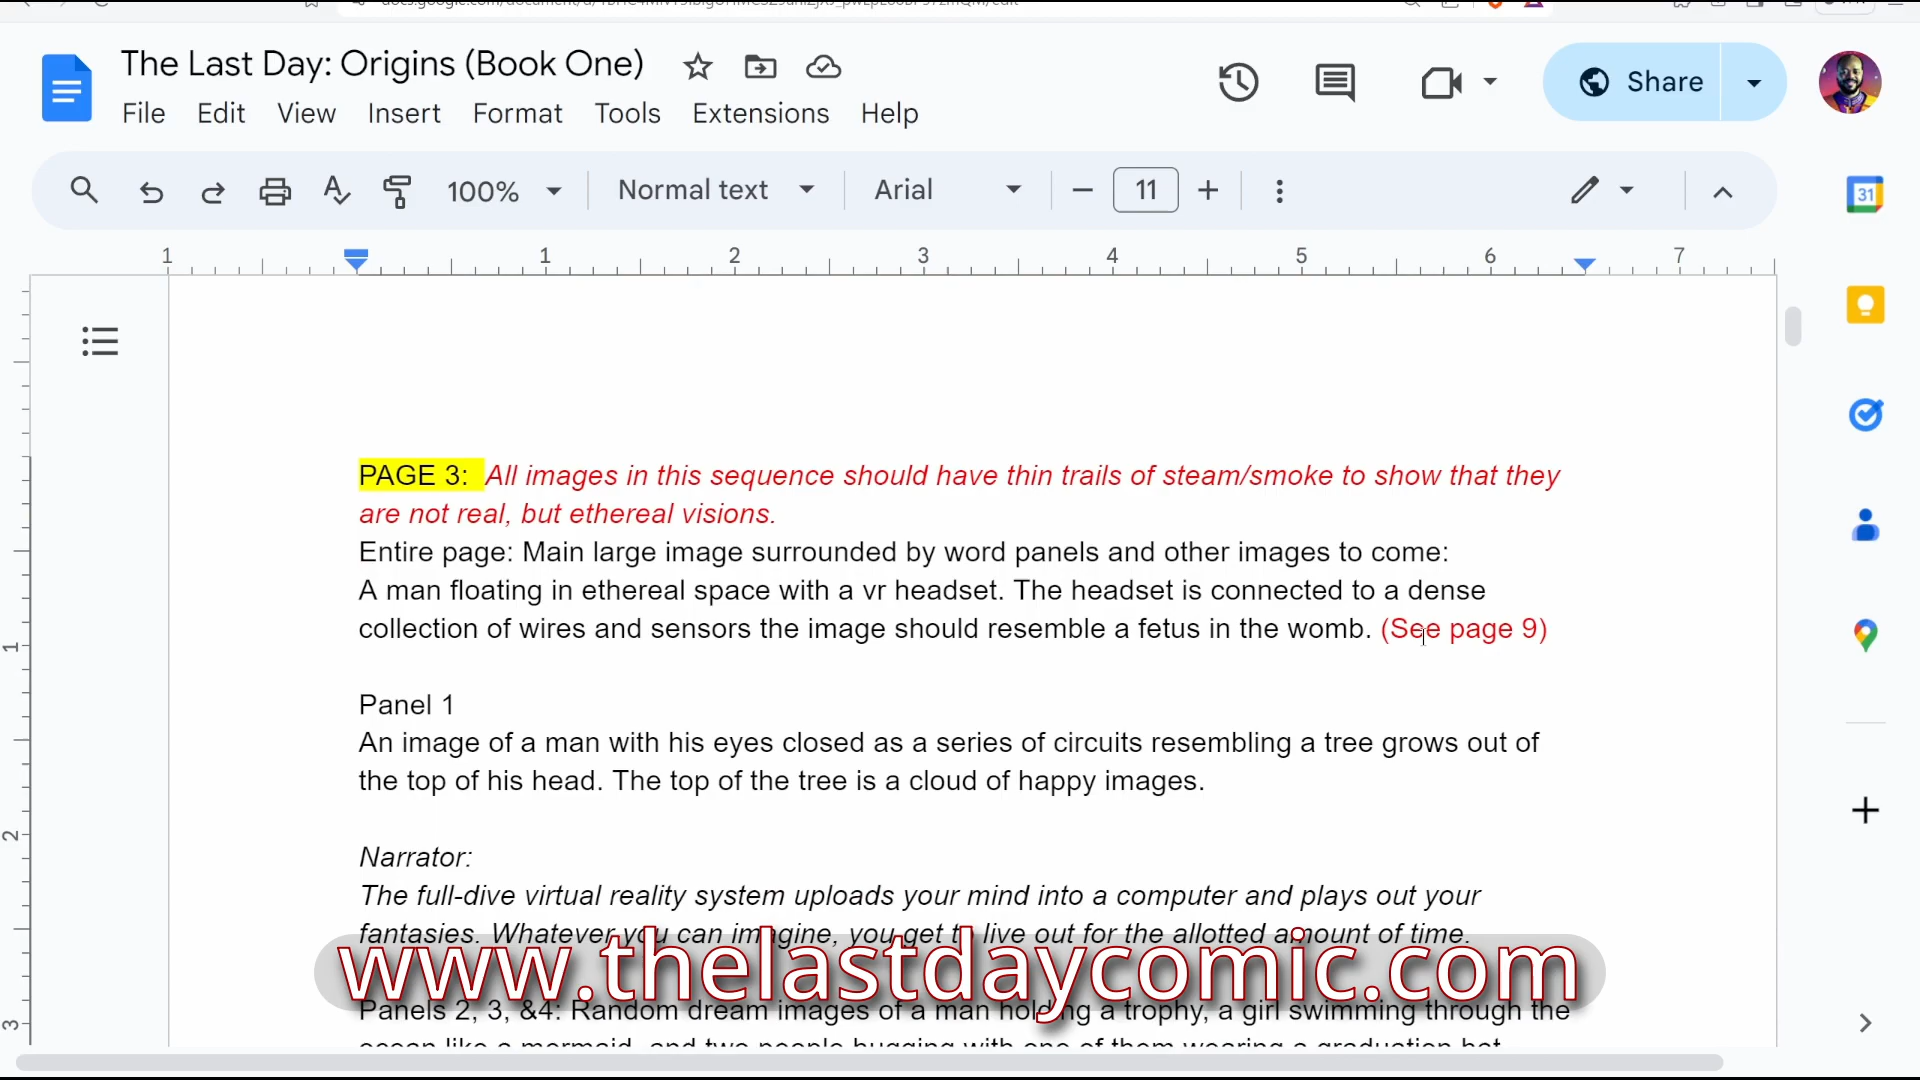 The Last Day: Origins (Book One)
File Edit View Insert Format Tools Extensions Help
Share
100% Normal text Arial 11
1 1 2 3 4 5 6 7
31
PAGE 3: All images in this sequence should have thin trails of steam/smoke to show that they
are not real, but ethereal visions.
Entire page: Main large image surrounded by word panels and other images to come:
A man floating in ethereal space with a vr headset. The headset is connected to a dense
collection of wires and sensors the image should resemble a fetus in the womb. (See page 9)
Panel 1
An image of a man with his eyes closed as a series of circuits resembling a tree grows out of
the top of his head. The top of the tree is a cloud of happy images.
Narrator:
The full-dive virtual reality system uploads your mind into a computer and plays out your
fantasies. Whatever you can imagine, you get to live out for the allotted amount of time.
www.thelastdaycomic.com
Panels 2, 3, &4: Random dream images of a man holding a trophy, a girl swimming through the
ocean like a mermaid, and two people hugging with one of them wearing a graduation hat
1
2
3